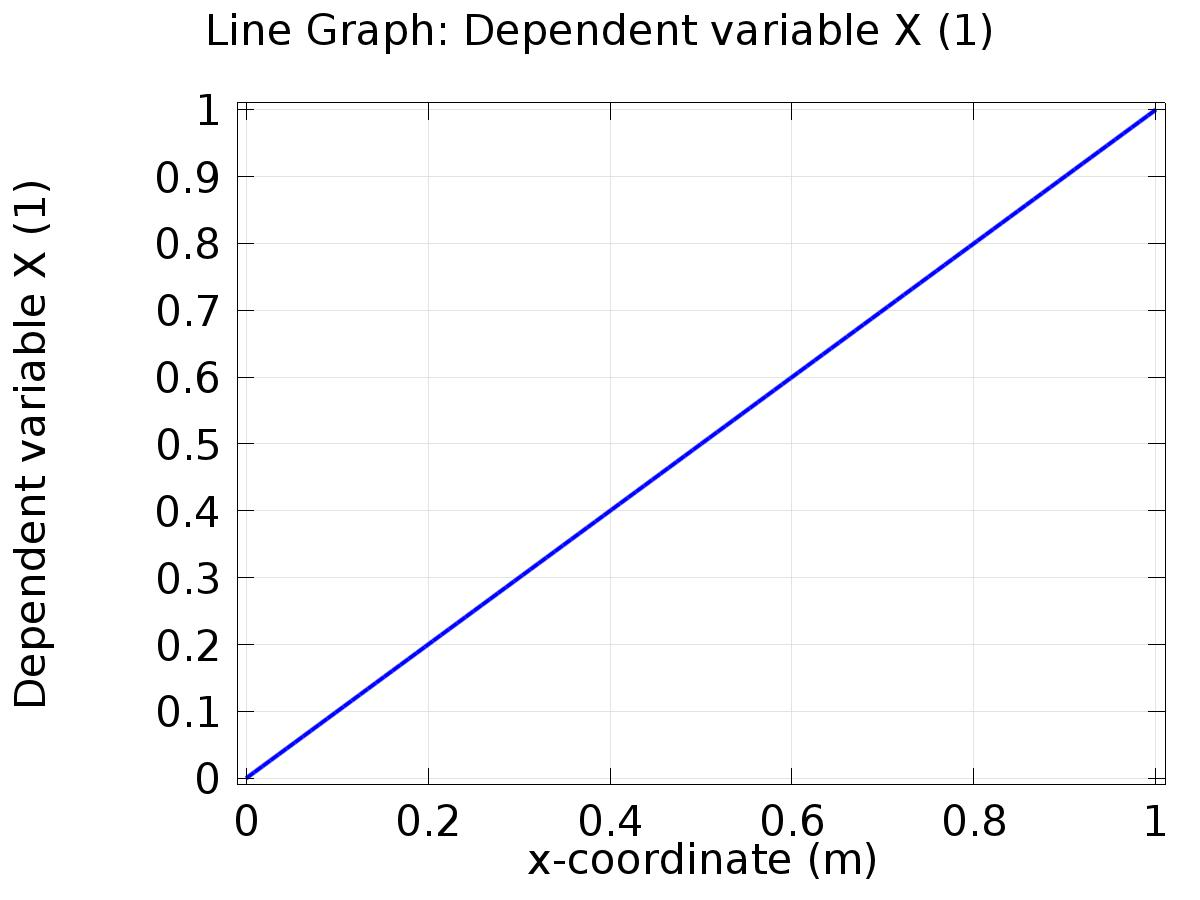 Line Graph: Dependent variable X (1)
Dependent variable X (1)
1
0.9
0.8
0.7
0.6
0.5
0.4
0.3
0.2
0.1
0
0 0.2 0.4 0.6 0.8 1
x-coordinate (m)